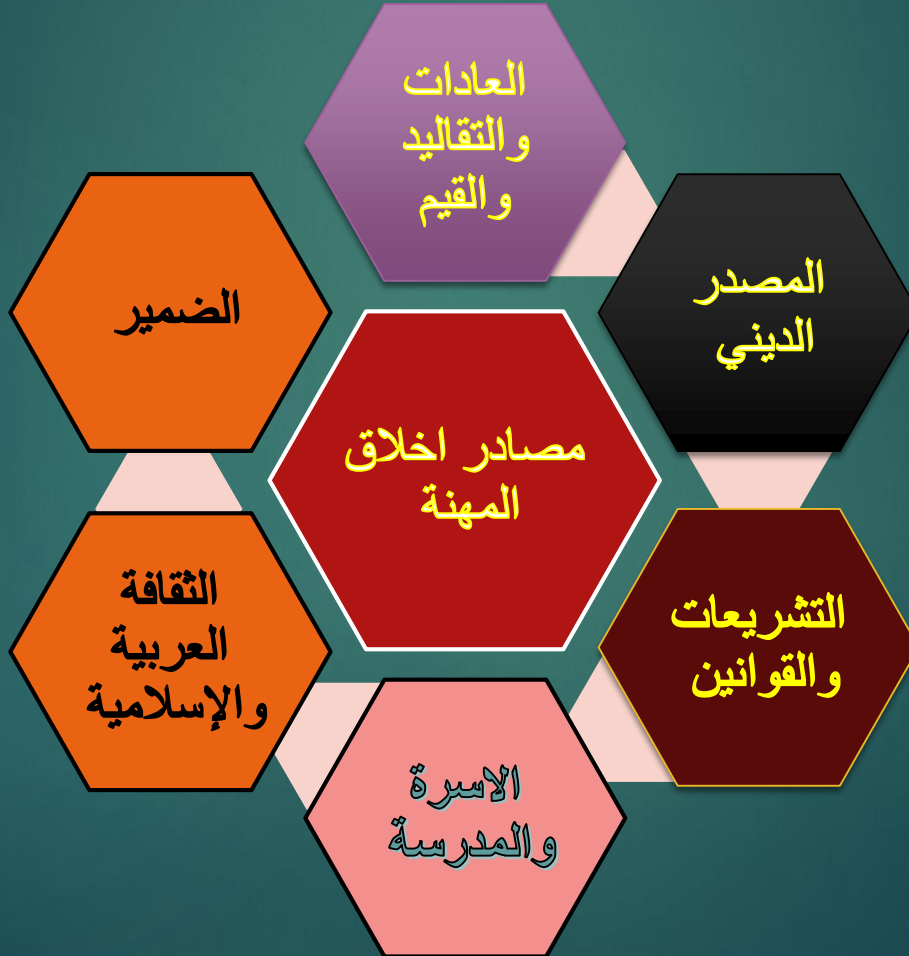 العادات
والتقاليد
والقيم
المصدر
الديني
الضمير
مصادر اخلاق
المهنة
التشريعات
والقوانين
الثقافة
العربية
والإسلامية
الاسرة
والمدرسة